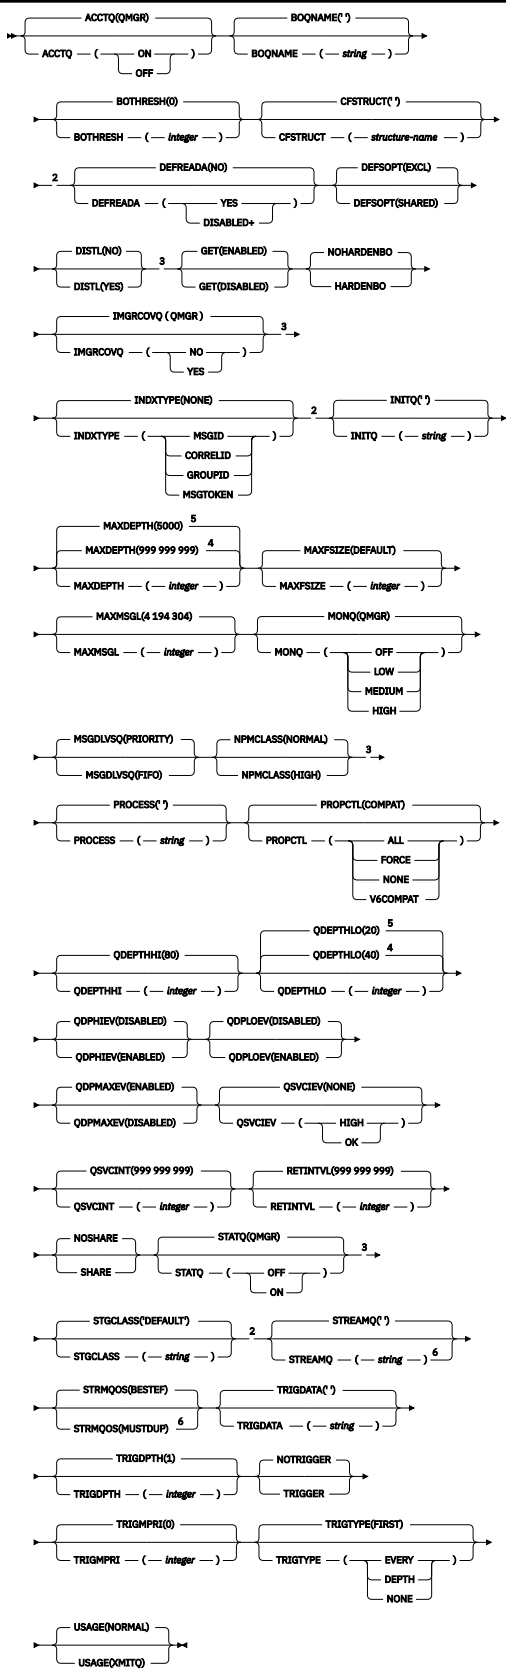 ACCTQ(QMGR) BOQNAME(' ')
ACCTQ ( ON ) BOQNAME ( string )
OFF
BOTHRESH(0) CFSTRUCT(' ')
BOTHRESH ( integer ) CFSTRUCT ( structure-name )
2 DEFREADA(NO) DEFSOPT(EXCL)
DEFREADA ( YES ) DEFSOPT(SHARED)
DISABLED+
DISTL(NO) 3 GET(ENABLED) NOHARDENBO
DISTL(YES) GET(DISABLED) HARDENBO
IMGRCOVQ ( QMGR ) 3
IMGRCOVQ ( NO )
YES
INDXTYPE(NONE) 2 INITQ(' ')
INDXTYPE ( MSGID ) INITQ ( string )
CORRELID
GROUPID
MSGTOKEN
MAXDEPTH(5000) 5
MAXDEPTH(999 999 999) 4 MAXFSIZE(DEFAULT)
MAXDEPTH ( integer ) MAXFSIZE ( integer )
MAXMSGL(4 194 304) MONQ(QMGR)
MAXMSGL ( integer ) MONQ ( OFF )
LOW
MEDIUM
HIGH
MSGDLVSQ(PRIORITY) NPMCLASS(NORMAL) 3
MSGDLVSQ(FIFO) NPMCLASS(HIGH)
PROCESS(' ') PROPCTL(COMPAT)
PROCESS ( string ) PROPCTL ( ALL )
FORCE
NONE
V6COMPAT
QDEPTHLO(20) 5
QDEPTHHI(80) QDEPTHLO(40) 4
QDEPTHHI ( integer ) QDEPTHLO ( integer )
QDPHIEV(DISABLED) QDPLOEV(DISABLED)
QDPHIEV(ENABLED) QDPLOEV(ENABLED)
QDPMAXEV(ENABLED) QSVCIEV(NONE)
QDPMAXEV(DISABLED) QSVCIEV ( HIGH )
OK
QSVCINT(999 999 999) RETINTVL(999 999 999)
QSVCINT ( integer ) RETINTVL ( integer )
NOSHARE STATQ(QMGR) 3
SHARE STATQ ( OFF )
ON
STGCLASS('DEFAULT') 2 STREAMQ(' ')
STGCLASS ( string ) STREAMQ ( string ) 6
STRMQOS(BESTEF) TRIGDATA(' ')
STRMQOS(MUSTDUP) 6 TRIGDATA ( string )
TRIGDPTH(1) NOTRIGGER
TRIGDPTH ( integer ) TRIGGER
TRIGMPRI(0) TRIGTYPE(FIRST)
TRIGMPRI ( integer ) TRIGTYPE ( EVERY )
DEPTH
NONE
USAGE(NORMAL)
USAGE(XMITQ)